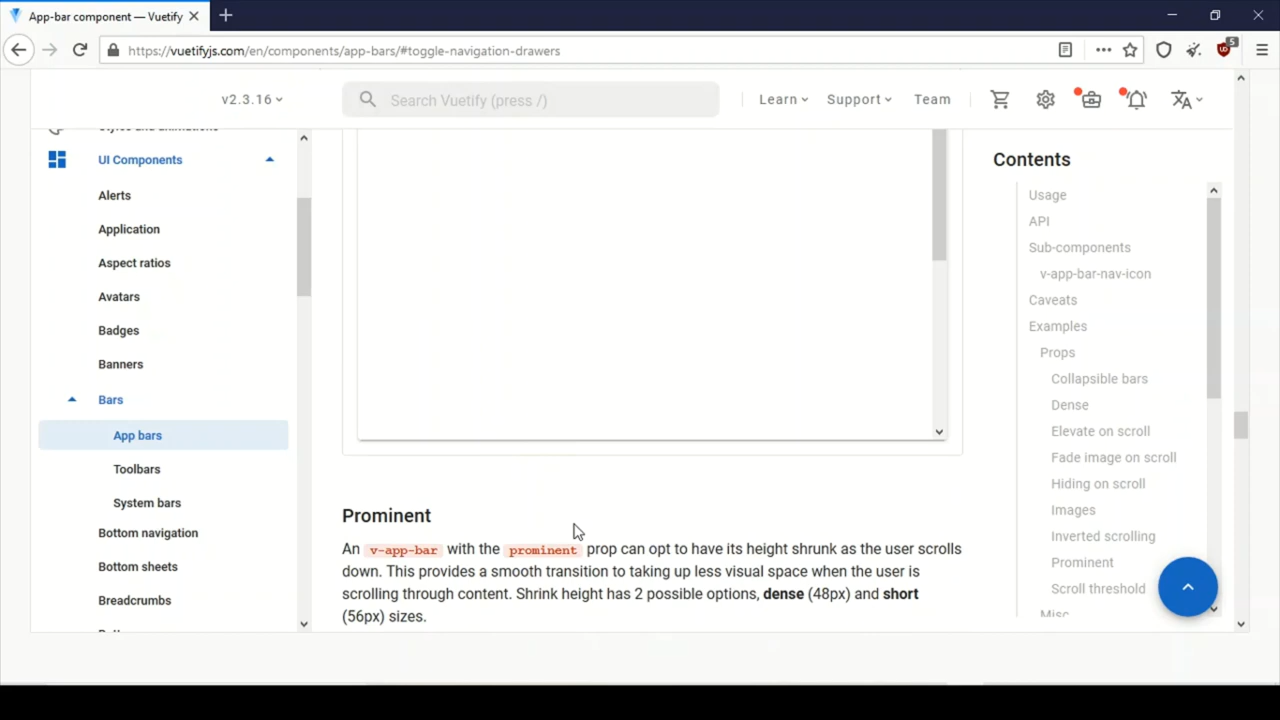 App-bar component — Vuetify
https://vuetifyjs.com/en/components/app-bars/#toggle-navigation-drawers
5
v2.3.16
Search Vuetify (press /)
Learn
Support
Team
Styles and animations
UI Components
Alerts
Application
Aspect ratios
Avatars
Badges
Banners
Bars
App bars
Toolbars
System bars
Bottom navigation
Bottom sheets
Breadcrumbs
Prominent
An v-app-bar with the prominent prop can opt to have its height shrunk as the user scrolls
down. This provides a smooth transition to taking up less visual space when the user is
scrolling through content. Shrink height has 2 possible options, dense (48px) and short
(56px) sizes.
Contents
Usage
API
Sub-components
v-app-bar-nav-icon
Caveats
Examples
Props
Collapsible bars
Dense
Elevate on scroll
Fade image on scroll
Hiding on scroll
Images
Inverted scrolling
Prominent
Scroll threshold
Misc